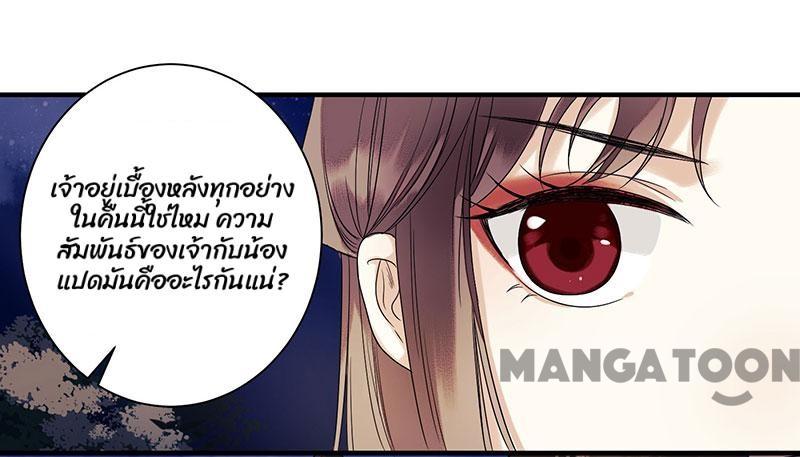 เจ้าอยู่เบื้องหลังทุกอย่าง
ในคืนนี้ใช่ไหม ความ
สัมพันธ์ของเจ้ากับน้อง
แปดมันคืออะไรกันแน่?
MANGATOON